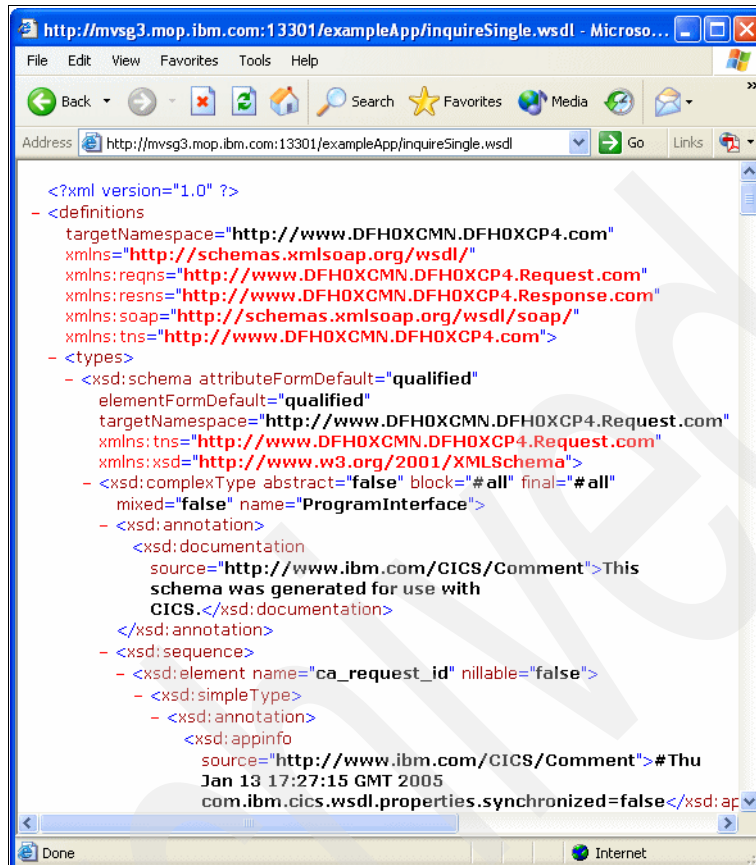 http://mvsg3.mop.ibm.com:13301/exampleApp/inquireSingle.wsdl - Microso...
File Edit View Favorites Tools Help
Back Search Favorites Media »
Address http://mvsg3.mop.ibm.com:13301/exampleApp/inquireSingle.wsdl Go Links »
<?xml version="1.0" ?>
- <definitions
targetNamespace="http://www.DFH0XCMN.DFH0XCP4.com"
xmlns="http://schemas.xmlsoap.org/wsdl/"
xmlns:reqns="http://www.DFH0XCMN.DFH0XCP4.Request.com"
xmlns:resns="http://www.DFH0XCMN.DFH0XCP4.Response.com"
xmlns:soap="http://schemas.xmlsoap.org/wsdl/soap/"
xmlns:tns="http://www.DFH0XCMN.DFH0XCP4.com">
- <types>
- <xsd:schema attributeFormDefault="qualified"
elementFormDefault="qualified"
targetNamespace="http://www.DFH0XCMN.DFH0XCP4.Request.com"
xmlns:tns="http://www.DFH0XCMN.DFH0XCP4.Request.com"
xmlns:xsd="http://www.w3.org/2001/XMLSchema">
- <xsd:complexType abstract="false" block="#all" final="#all"
mixed="false" name="ProgramInterface">
- <xsd:annotation>
<xsd:documentation
source="http://www.ibm.com/CICS/Comment">This
schema was generated for use with
CICS.</xsd:documentation>
</xsd:annotation>
- <xsd:sequence>
- <xsd:element name="ca_request_id" nillable="false">
- <xsd:simpleType>
- <xsd:annotation>
<xsd:appinfo
source="http://www.ibm.com/CICS/Comment">#Thu
Jan 13 17:27:15 GMT 2005
com.ibm.cics.wsdl.properties.synchronized=false</xsd:ap
Done Internet